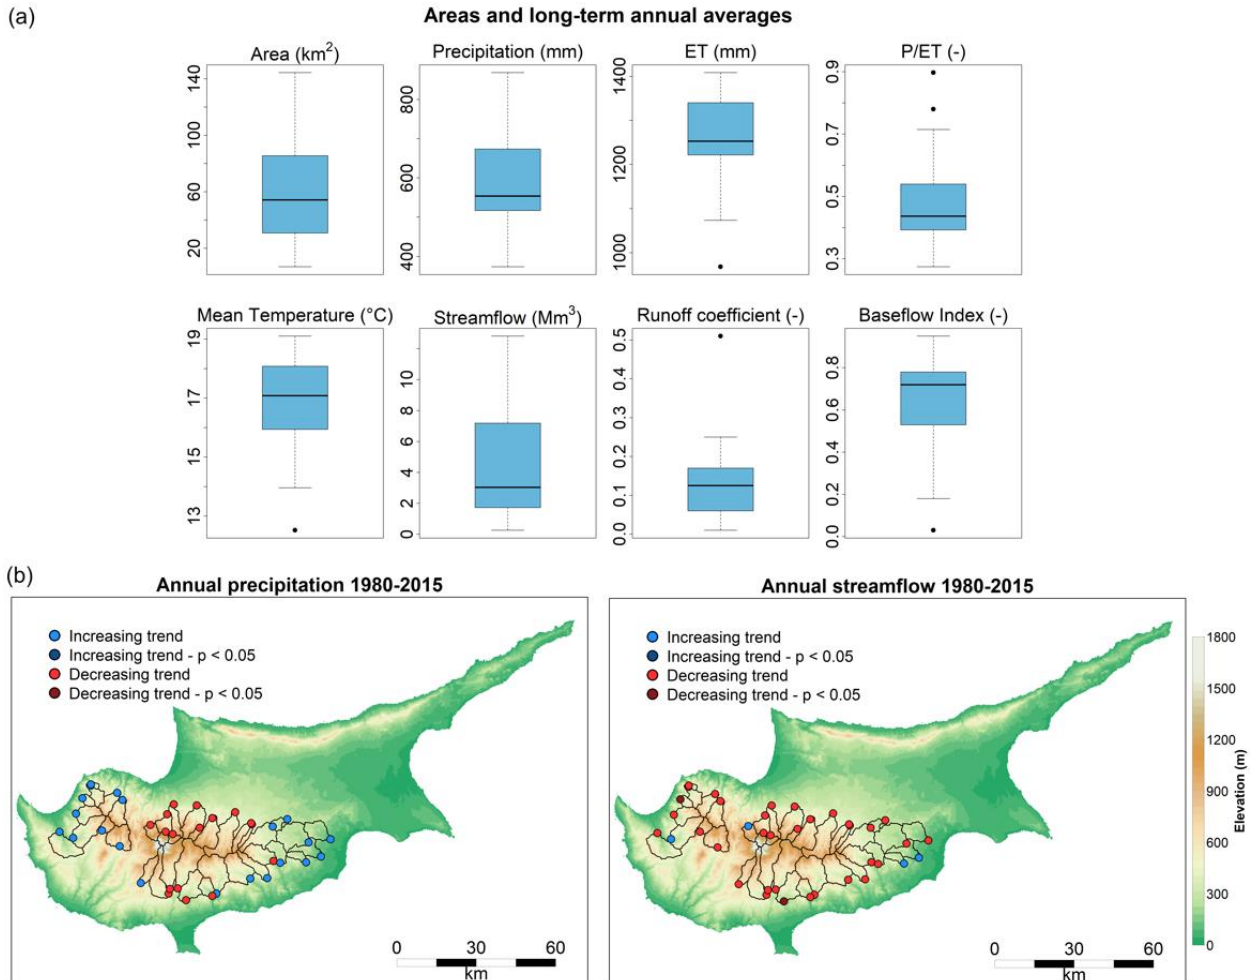 (a)
Areas and long-term annual averages
Area (km²) Precipitation (mm) ET (mm) P/ET (-)
140
100
60
20
800
600
400
1400
1200
1000
0.9
0.7
0.5
0.3
Mean Temperature (°C) Streamflow (Mm³) Runoff coefficient (-) Baseflow Index (-)
19
17
15
13
10
8
6
4
2
0
0.5
0.4
0.3
0.2
0.1
0.0
0.8
0.6
0.4
0.2
0.0
(b)
Annual precipitation 1980-2015
Increasing trend
Increasing trend - p < 0.05
Decreasing trend
Decreasing trend - p < 0.05
0 30 60
km
Annual streamflow 1980-2015
Increasing trend
Increasing trend - p < 0.05
Decreasing trend
Decreasing trend - p < 0.05
0 30 60
km
1800
1500
1200
900
600
300
0
Elevation (m)